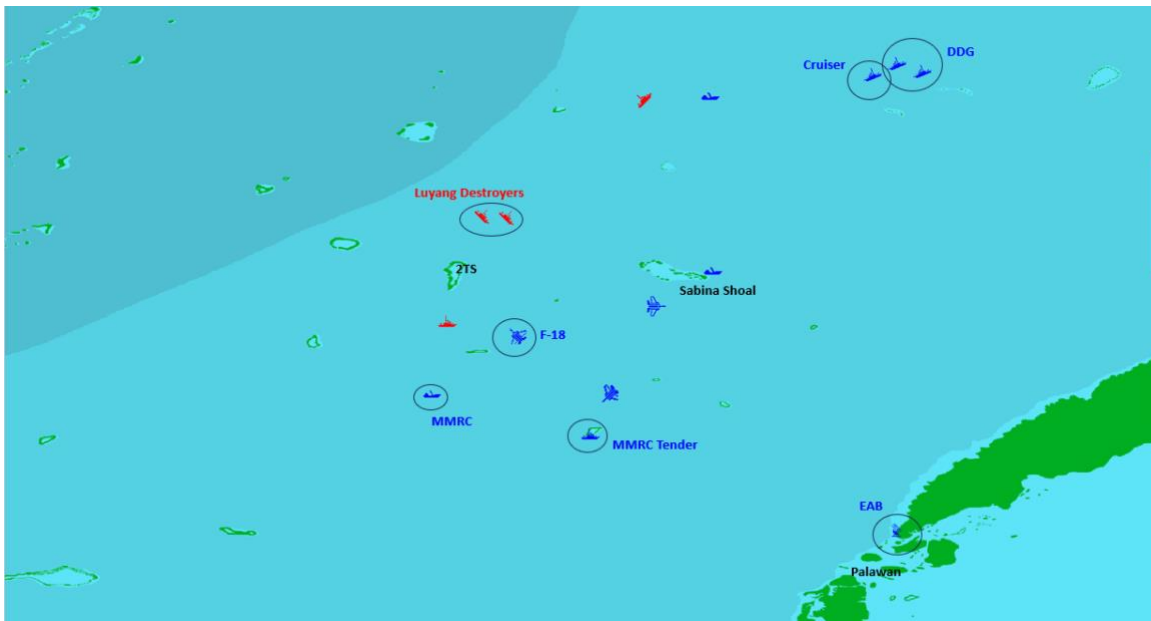 DDG
Cruiser
Luyang Destroyers
2TS
Sabina Shoal
F-18
MMRC
MMRC Tender
EAB
Palawan